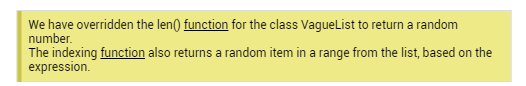 We have overridden the len() function for the class VagueList to return a random
number.
The indexing function also returns a random item in a range from the list, based on the
expression.